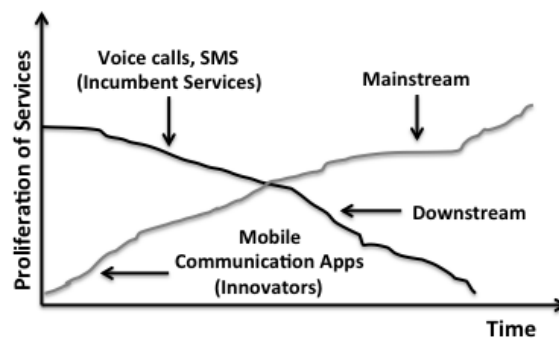 Proliferation of Services
Voice calls, SMS
(Incumbent Services)
Mainstream
Downstream
Mobile
Communication Apps
(Innovators)
Time